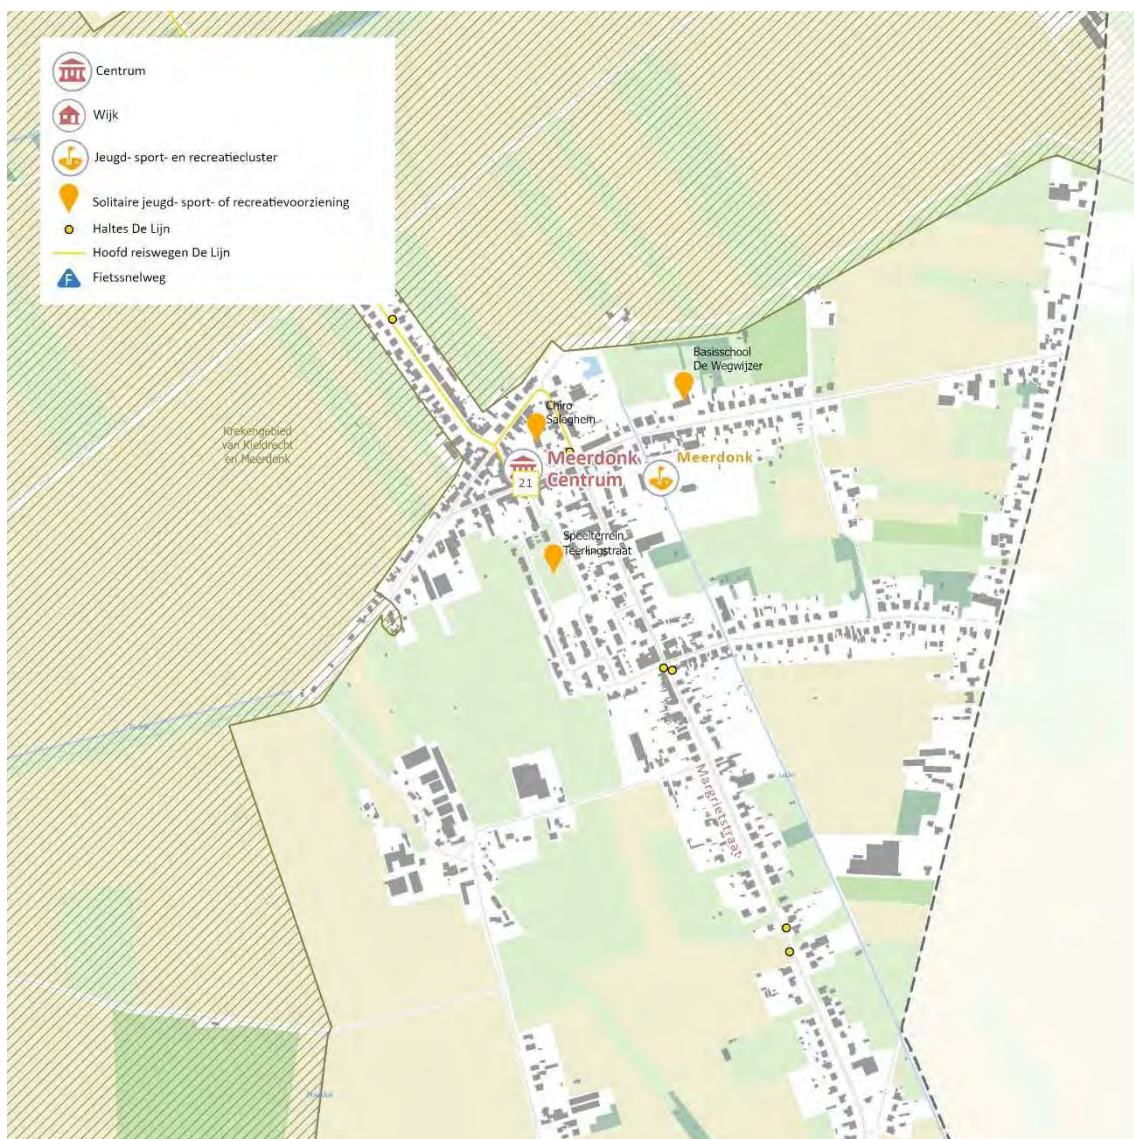 Centrum
Wijk
Jeugd- sport- en recreatiecluster
Solitaire jeugd- sport- of recreatievoorziening
Haltes De Lijn
Hoofd reiswegen De Lijn
F
Fietssnelweg
Basisschool
De Wegwijzer
Chiro
Saleghem
Krekengebied
van Kieldrecht
en Meerdonk
Meerdonk
Centrum
21
Meerdonk
Speelterrein
Teerlingstraat
Margrietstraat